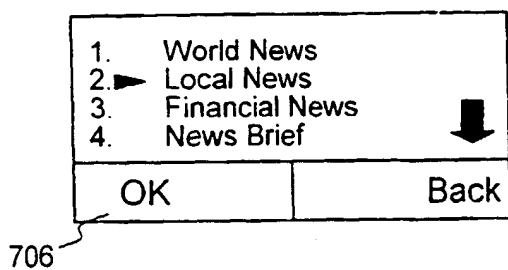 1. World News
2. Local News
3. Financial News
4. News Brief
OK Back
706